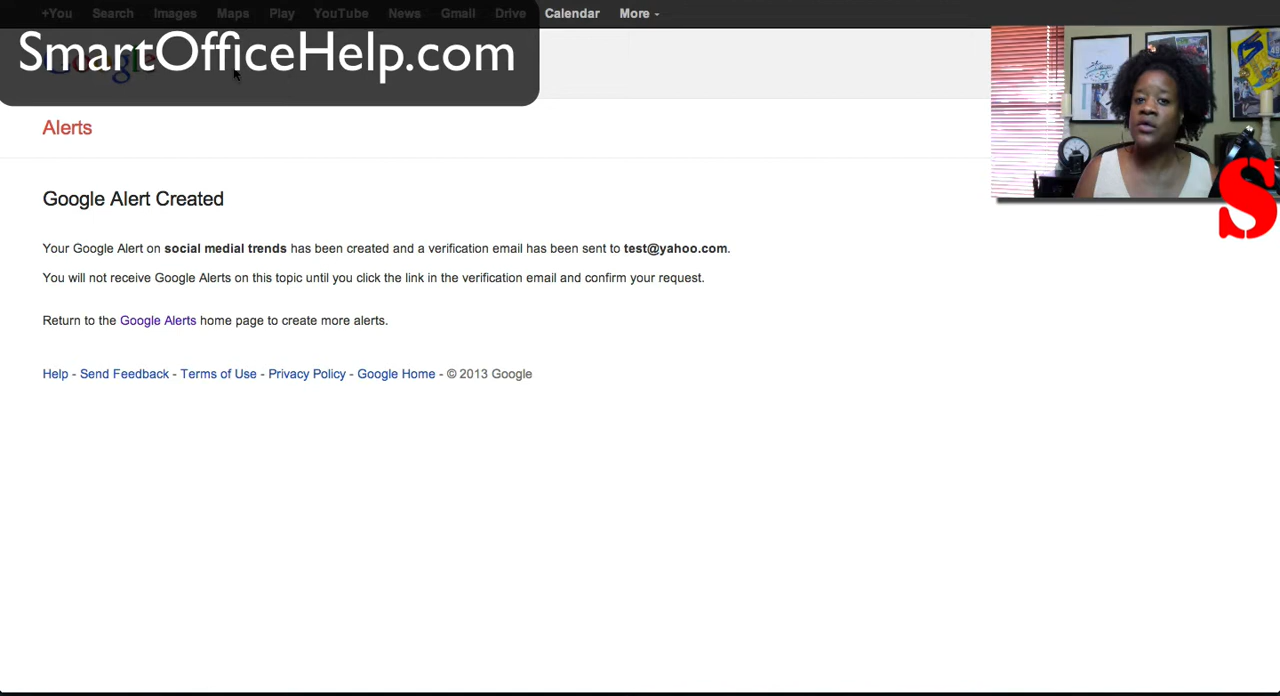 +You Search Images Maps Play YouTube News Gmail Drive Calendar More
SmartOfficeHelp.com
Google
Alerts
Google Alert Created
Your Google Alert on social medial trends has been created and a verification email has been sent to test@yahoo.com.
You will not receive Google Alerts on this topic until you click the link in the verification email and confirm your request.
Return to the Google Alerts home page to create more alerts.
Help - Send Feedback - Terms of Use - Privacy Policy - Google Home - © 2013 Google
S